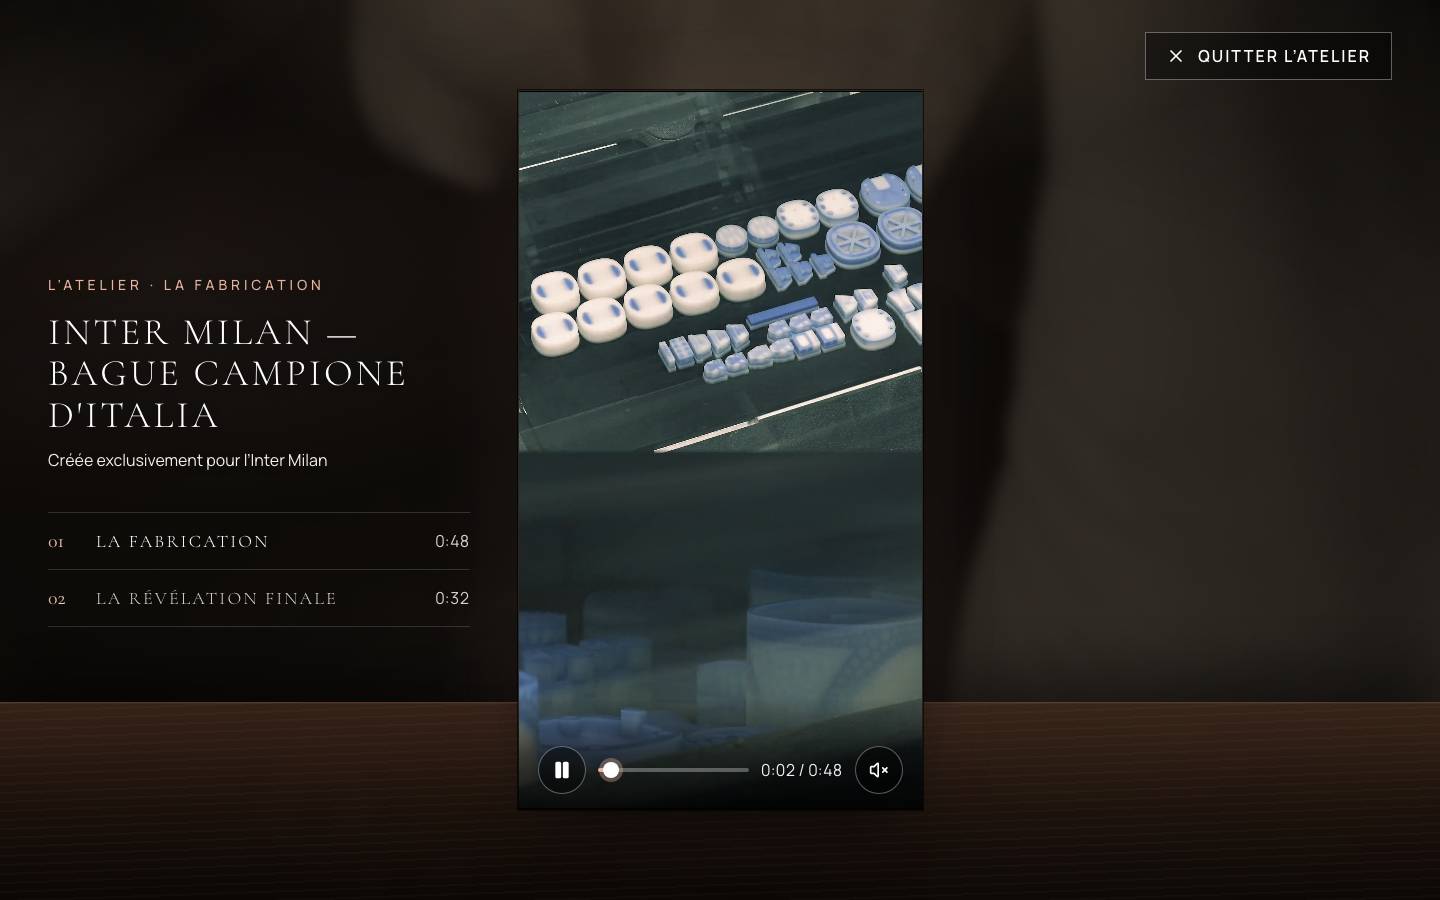 QUITTER L’ATELIER
L’ATELIER · LA FABRICATION
INTER MILAN —
BAGUE CAMPIONE
D'ITALIA
Créée exclusivement pour l’Inter Milan
01 LA FABRICATION 0:48
02 LA RÉVÉLATION FINALE 0:32
0:02 / 0:48